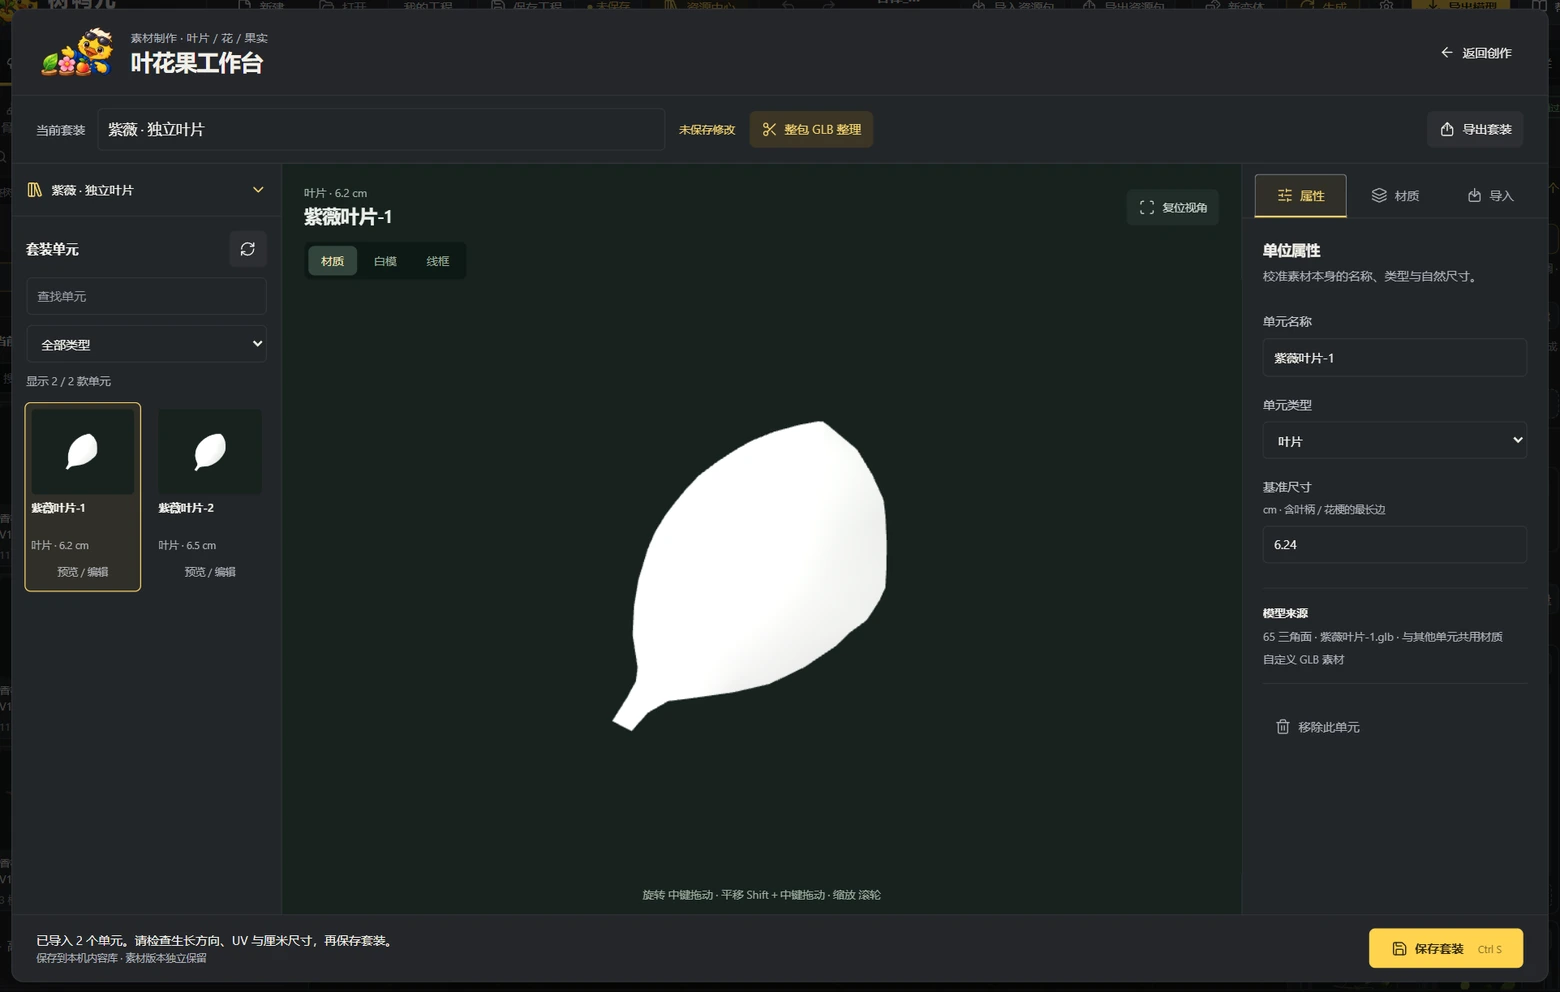 素材制作 · 叶片 / 花 / 果实
叶花果工作台
返回创作
当前套装
紫薇 · 独立叶片
未保存修改
整包 GLB 整理
导出套装
紫薇 · 独立叶片
套装单元
查找单元
全部类型
显示 2 / 2 款单元
紫薇叶片-1
叶片 · 6.2 cm
预览 / 编辑
紫薇叶片-2
叶片 · 6.5 cm
预览 / 编辑
叶片 · 6.2 cm
紫薇叶片-1
复位视角
材质 白模 线框
旋转 中键拖动 · 平移 Shift + 中键拖动 · 缩放 滚轮
属性 材质 导入
单位属性
校准素材本身的名称、类型与自然尺寸。
单元名称
紫薇叶片-1
单元类型
叶片
基准尺寸
cm · 含叶柄 / 花梗的最长边
6.24
模型来源
65 三角面 · 紫薇叶片-1.glb · 与其他单元共用材质
自定义 GLB 素材
移除此单元
已导入 2 个单元。请检查生长方向、UV 与厘米尺寸，再保存套装。
保存到本机内容库 · 素材版本独立保留
保存套装 Ctrl S